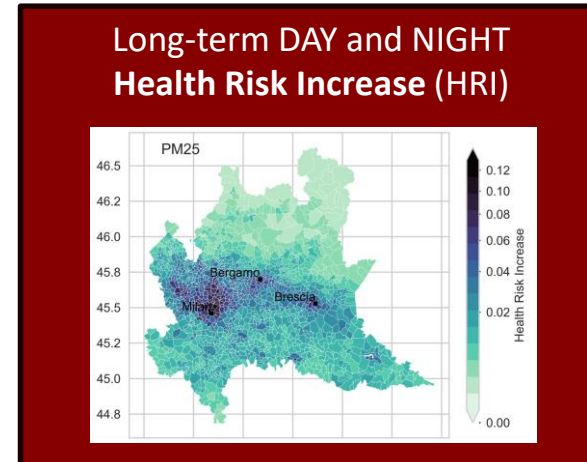 Long-term DAY and NIGHT
Health Risk Increase (HRI)
PM25
46.5
46.2
46.0
45.8
45.5
45.2
45.0
44.8
Bergamo
Brescia
Milan
0.12
0.10
0.08
0.06
0.04
0.02
0.00
Health Risk Increase